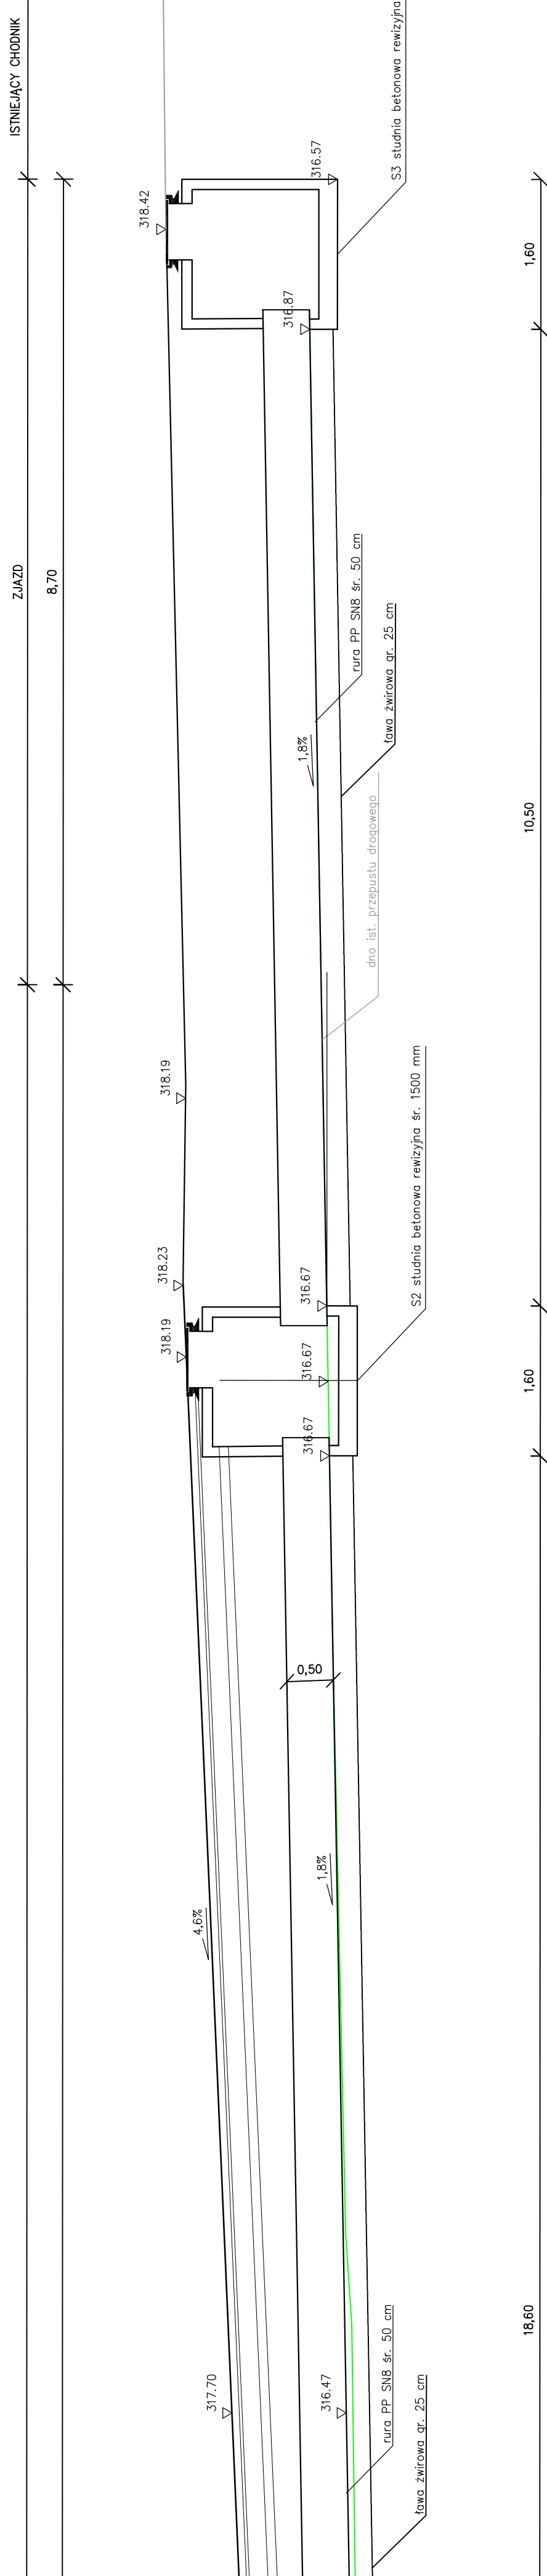 ISTNIEJĄCY CHODNIK
S3 studnia betonowa rewizyjna
316.57
318.42
1,60
316.87
ZJAZD
8,70
rura PP SN8 śr. 50 cm
ława żwirowa gr. 25 cm
1,8%
10,50
dno ist. przepustu drogowego
318.19
S2 studnia betonowa rewizyjna śr. 1500 mm
318.23
316.67
318.19
316.67
1,60
316.67
0,50
1,8%
4,6%
18,60
317.70
316.47
rura PP SN8 śr. 50 cm
ława żwirowa gr. 25 cm